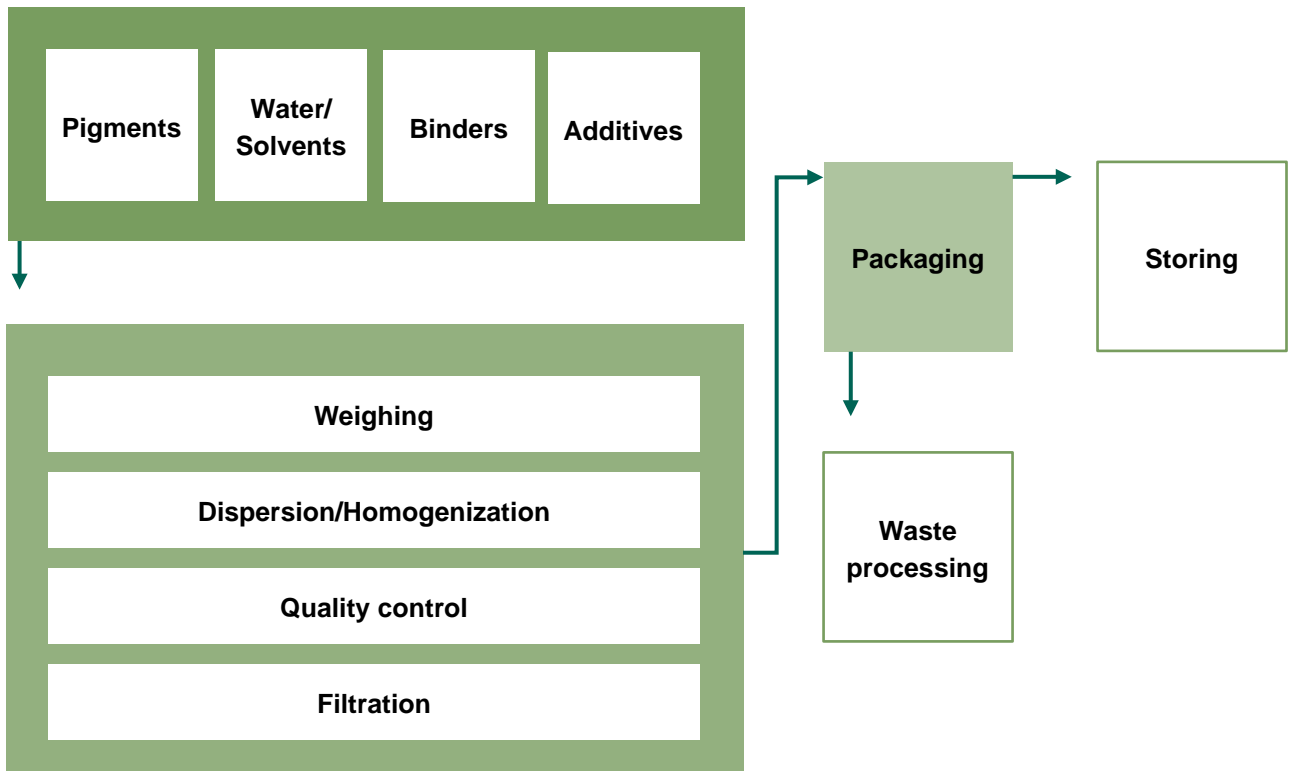 Pigments
Water/
Solvents
Binders
Additives
Packaging
Storing
Weighing
Dispersion/Homogenization
Quality control
Filtration
Waste
processing